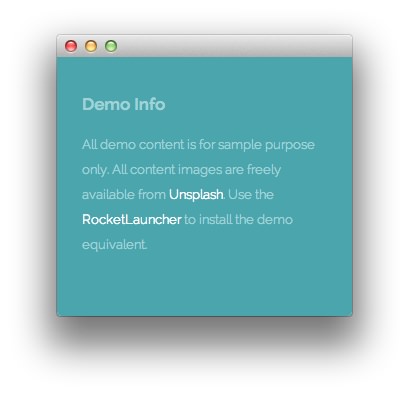 Demo Info
All demo content is for sample purpose
only. All content images are freely
available from Unsplash. Use the
RocketLauncher to install the demo
equivalent.